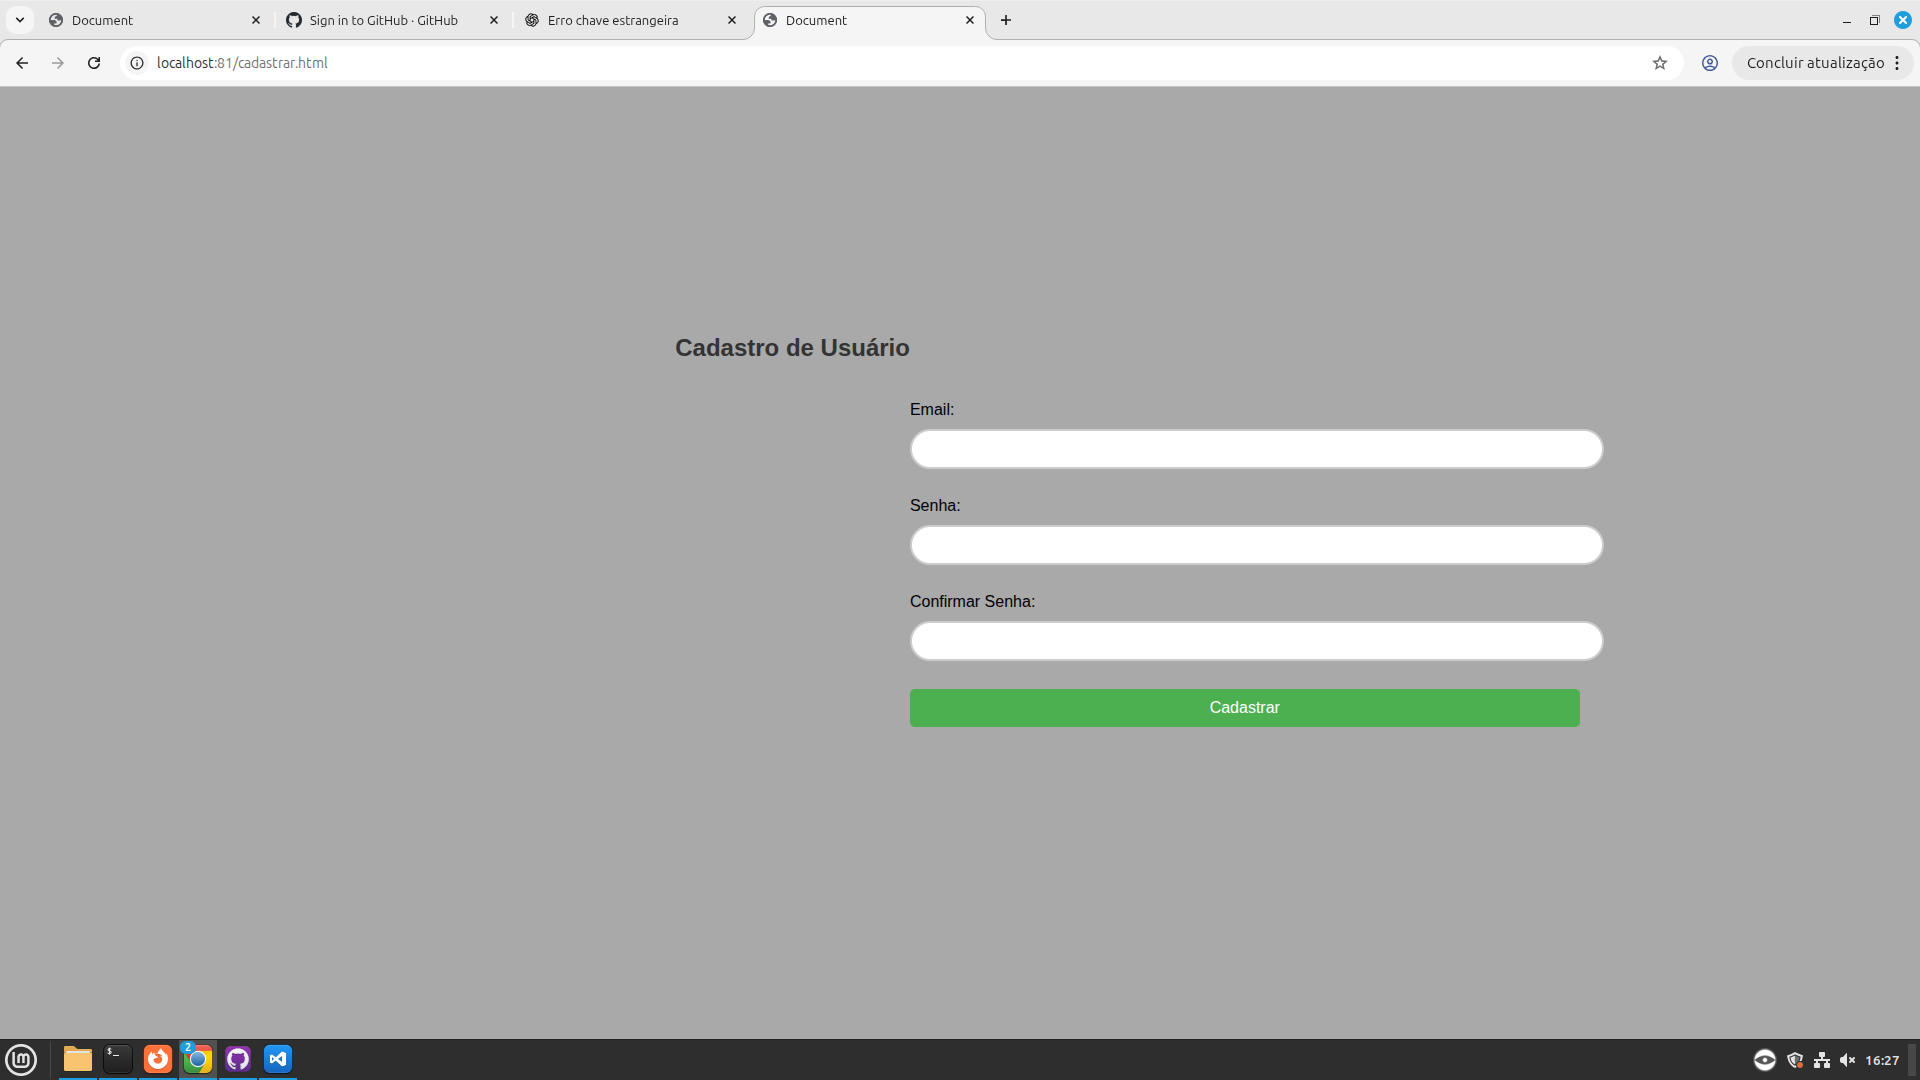 Document
Sign in to GitHub · GitHub
Erro chave estrangeira
Document
localhost:81/cadastrar.html
Concluir atualização
Cadastro de Usuário
Email:
Senha:
Confirmar Senha:
Cadastrar
$_
2
lm
16:27